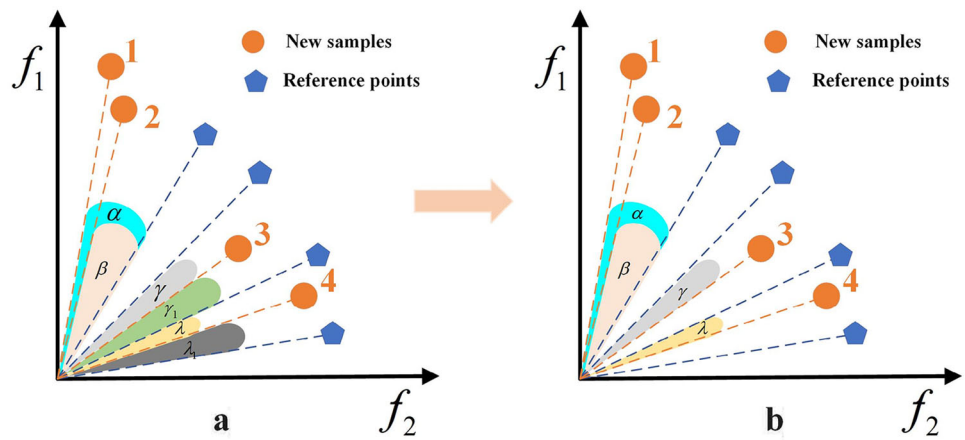 f₁
1
2
New samples
Reference points
α
β
3
γ
γ₁
4
λ
λ₁
f₂
a
f₁
1
2
New samples
Reference points
α
β
3
γ
4
λ
f₂
b